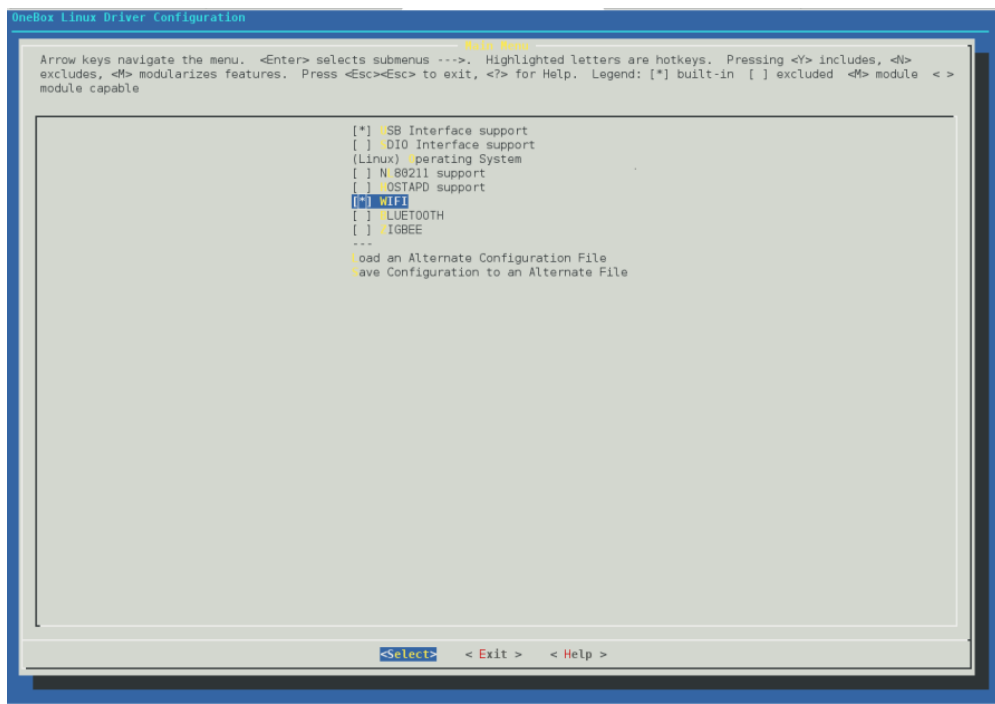 OneBox Linux Driver Configuration
Main Menu
Arrow keys navigate the menu. <Enter> selects submenus --->. Highlighted letters are hotkeys. Pressing <Y> includes, <N>
excludes, <M> modularizes features. Press <Esc><Esc> to exit, <?> for Help. Legend: [*] built-in [ ] excluded <M> module < >
module capable
[*] USB Interface support
[ ] SDIO Interface support
(Linux) Operating System
[ ] NL80211 support
[ ] HOSTAPD support
[*] WIFI
[ ] BLUETOOTH
[ ] ZIGBEE
---
Load an Alternate Configuration File
Save Configuration to an Alternate File
<Select> < Exit > < Help >